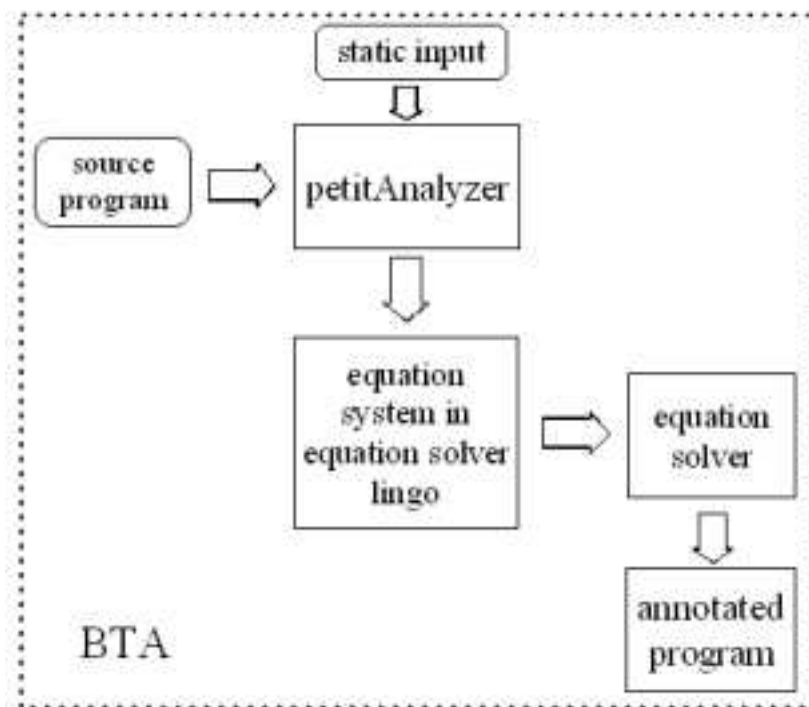 static input
source
program
petitAnalyzer
equation
system in
equation solver
lingo
equation
solver
annotated
program
BTA